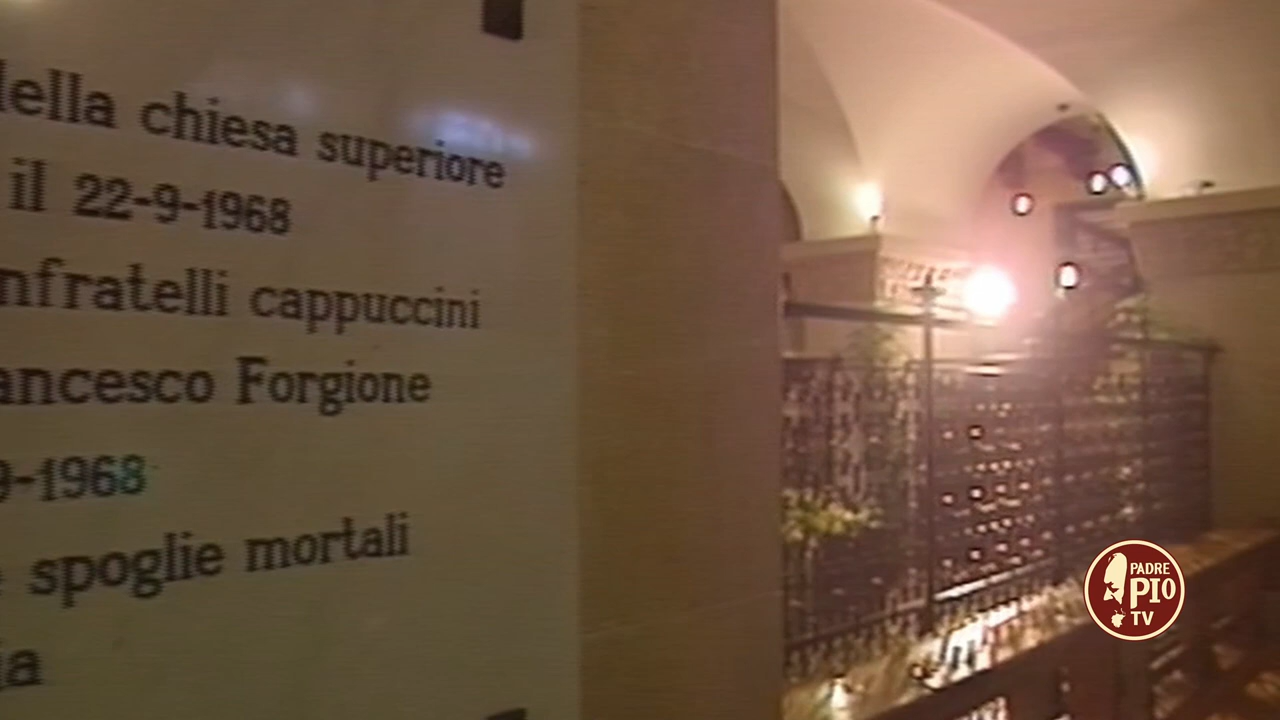 della chiesa superiore
il 22-9-1968
nfratelli cappuccini
ancesco Forgione
9-1968
e spoglie mortali
ia
PADRE
PIO
TV